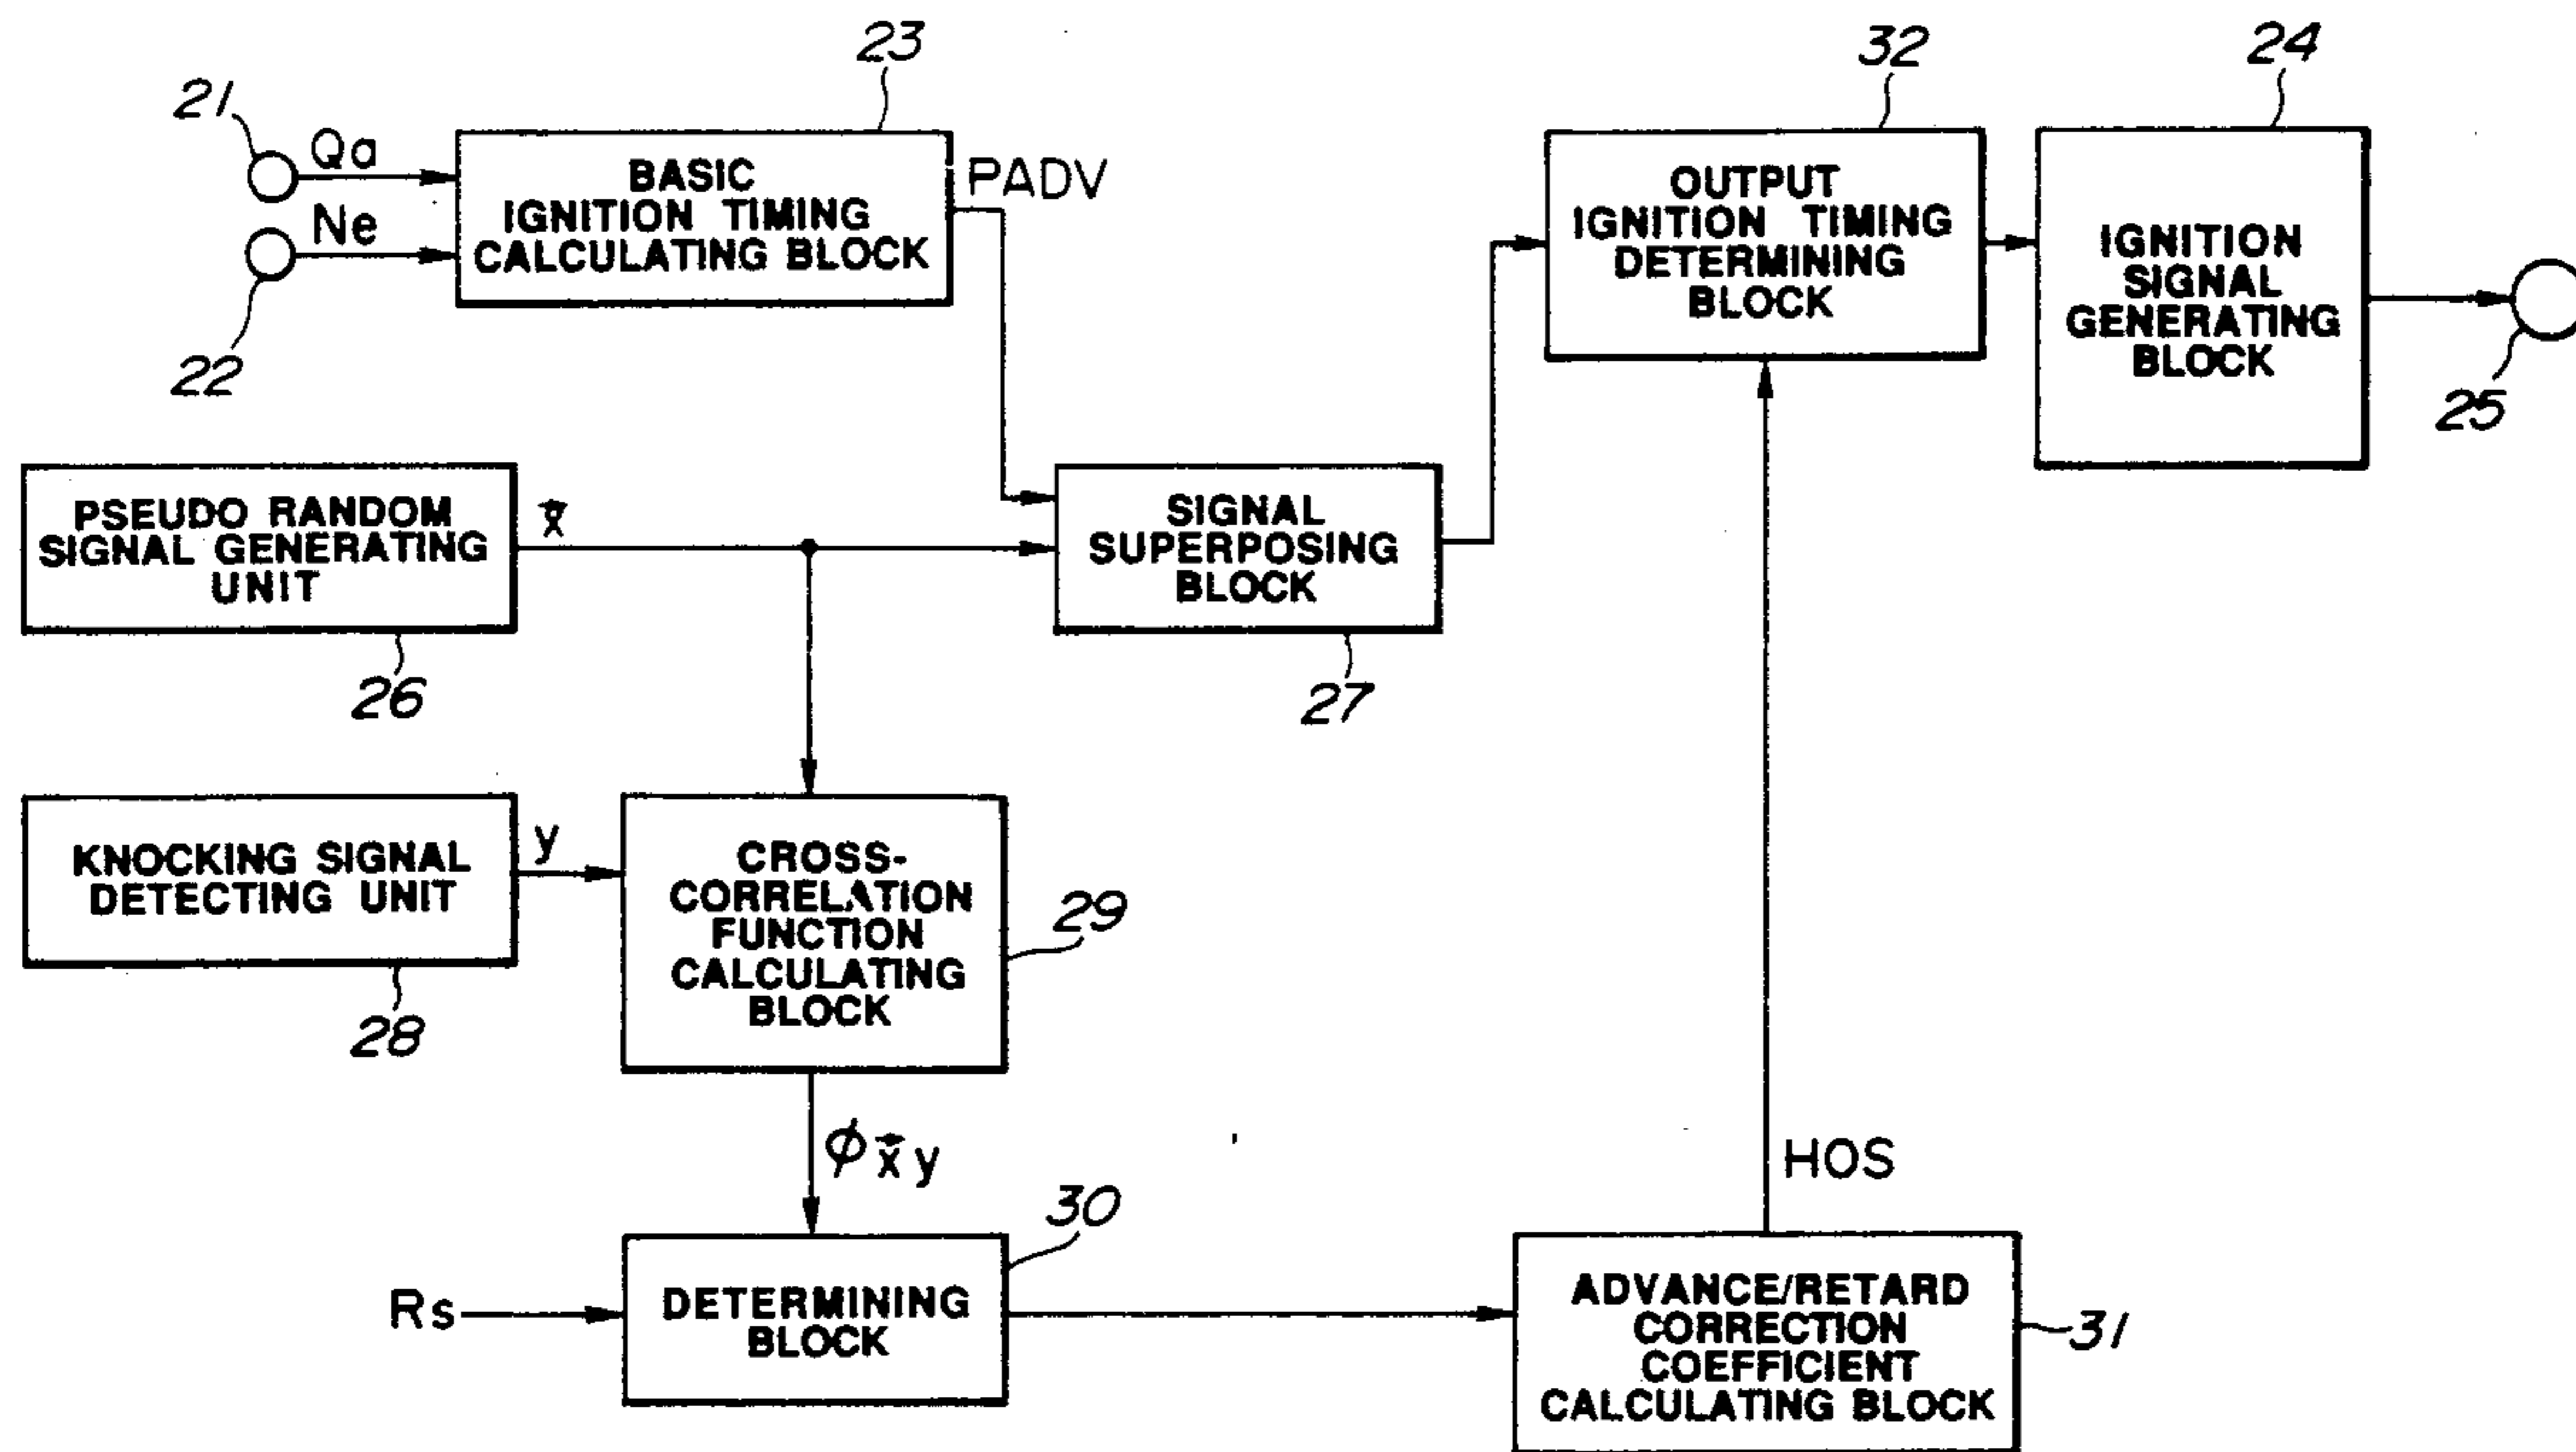 23
32
24
21
Qa
BASIC
IGNITION TIMING
CALCULATING BLOCK
PADV
Ne
22
OUTPUT
IGNITION TIMING
DETERMINING
BLOCK
IGNITION
SIGNAL
GENERATING
BLOCK
25
PSEUDO RANDOM
SIGNAL GENERATING
UNIT
x⃗
26
SIGNAL
SUPERPOSING
BLOCK
27
KNOCKING SIGNAL
DETECTING UNIT
y
28
CROSS-
CORRELATION
FUNCTION
CALCULATING
BLOCK
29
ϕx⃗y
30
HOS
Rs
DETERMINING
BLOCK
ADVANCE/RETARD
CORRECTION
COEFFICIENT
CALCULATING BLOCK
31